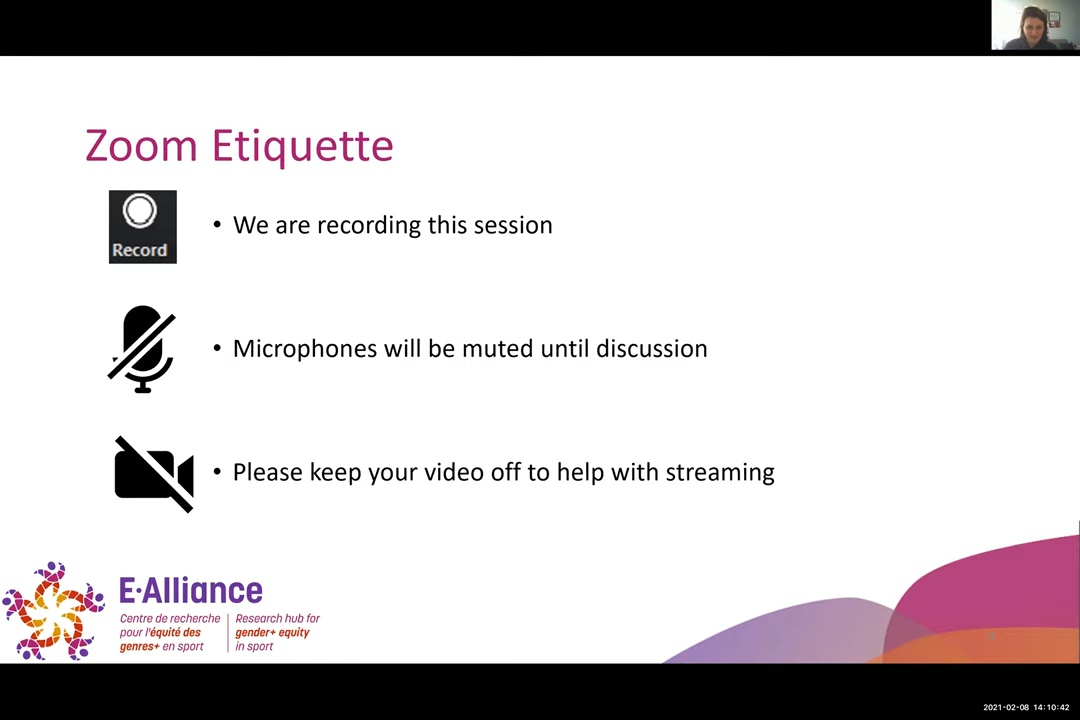 Zoom Etiquette
Record
• We are recording this session
• Microphones will be muted until discussion
• Please keep your video off to help with streaming
E·Alliance
Centre de recherche
pour l'équité des
genres+ en sport
Research hub for
gender+ equity
in sport
2021-02-08 14:10:42